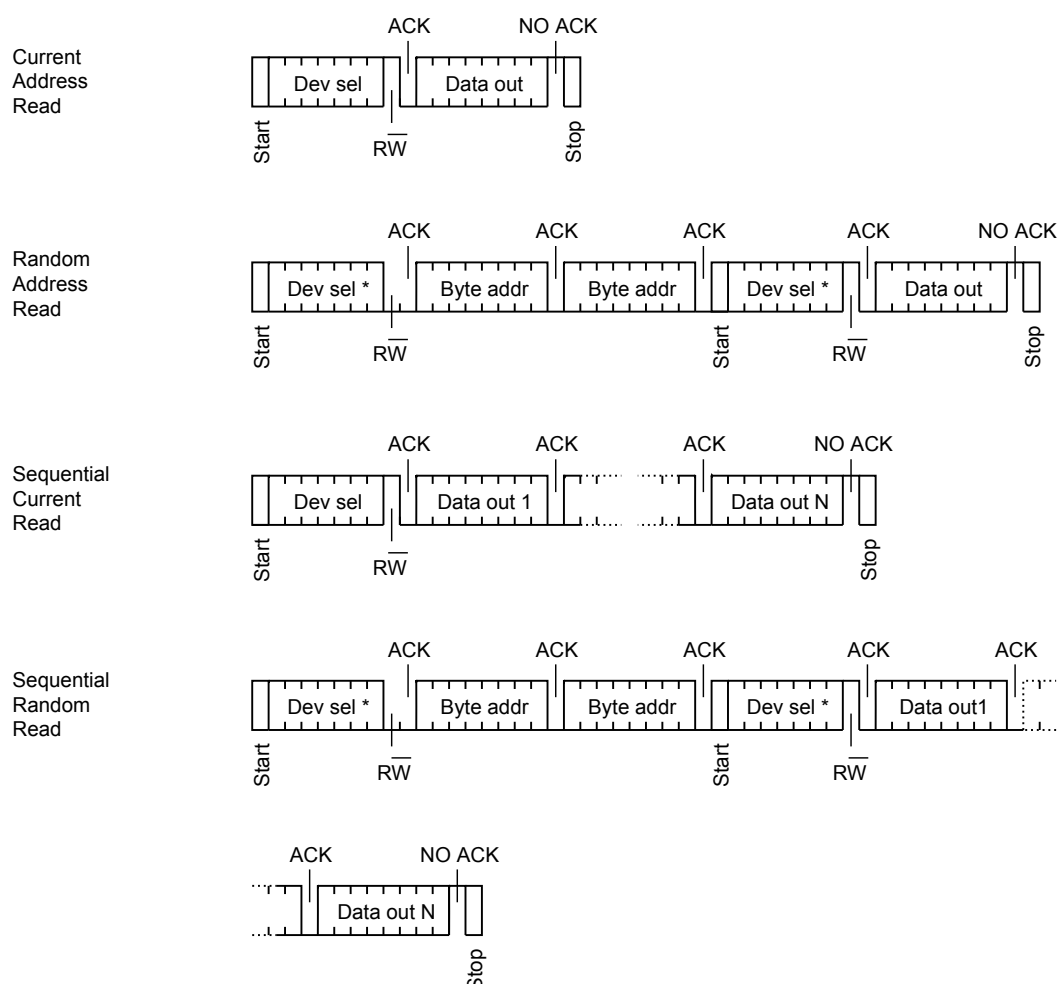 ACK NO ACK
Current
Address
Read
Dev sel Data out
Start RW Stop
ACK ACK ACK ACK NO ACK
Random
Address
Read
Dev sel * Byte addr Byte addr Dev sel * Data out
Start RW Start RW Stop
ACK ACK ACK NO ACK
Sequential
Current
Read
Dev sel Data out 1 Data out N
Start RW Stop
ACK ACK ACK ACK ACK
Sequential
Random
Read
Dev sel * Byte addr Byte addr Dev sel * Data out1
Start RW Start RW
ACK NO ACK
Data out N
Stop